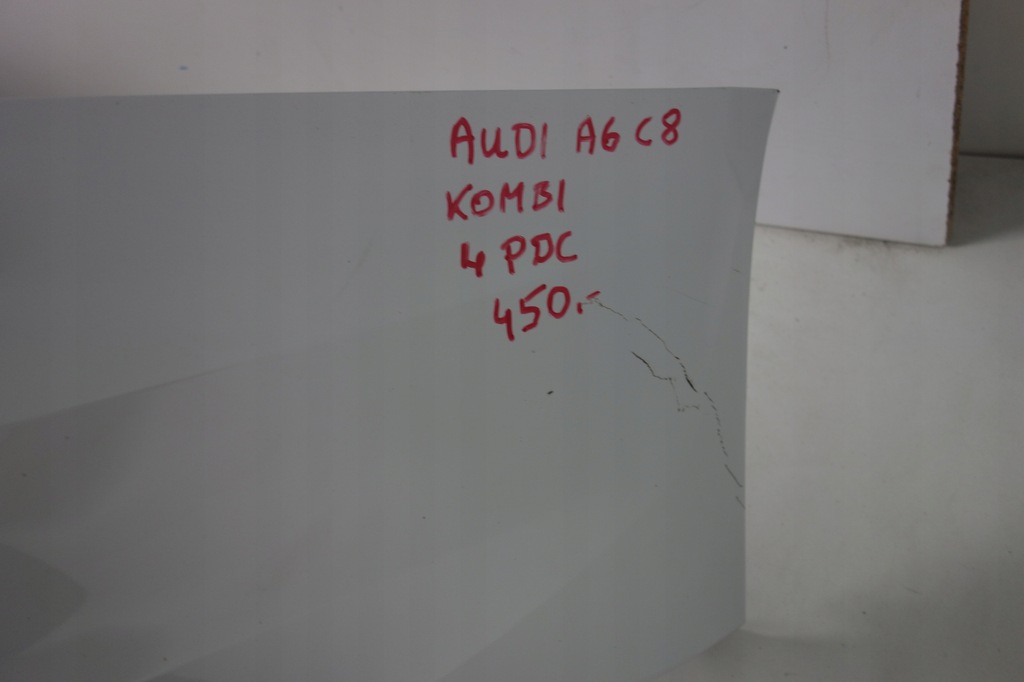 AUDI A6 C8
KOMBI
4 PDC
450.-